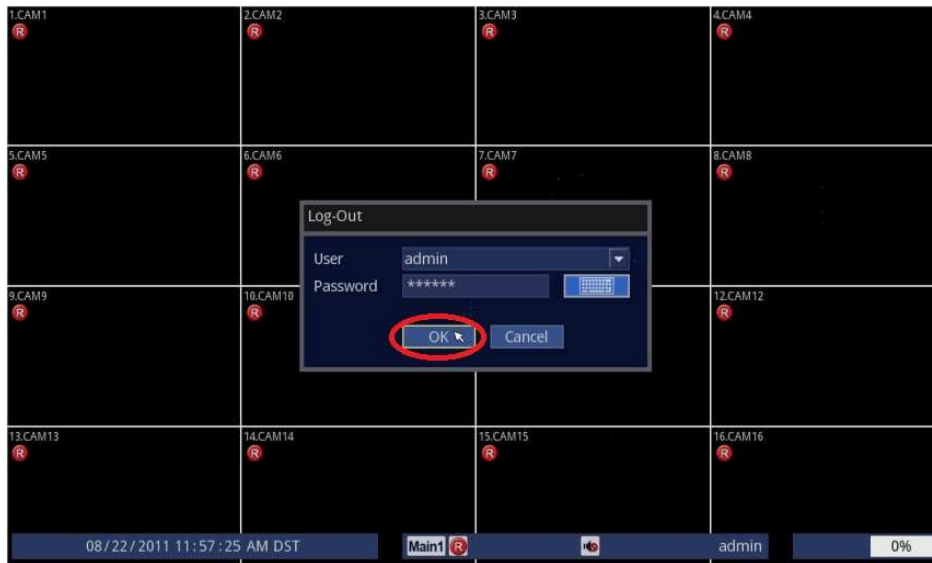 1.CAM1 2.CAM2 3.CAM3 4.CAM4
R R R R
5.CAM5 6.CAM6 7.CAM7 8.CAM8
R R R R
Log-Out
User admin
Password ******
9.CAM9 10.CAM10 12.CAM12
R R R
OK Cancel
13.CAM13 14.CAM14 15.CAM15 16.CAM16
R R R R
08/22/2011 11:57:25 AM DST Main1 R admin 0%